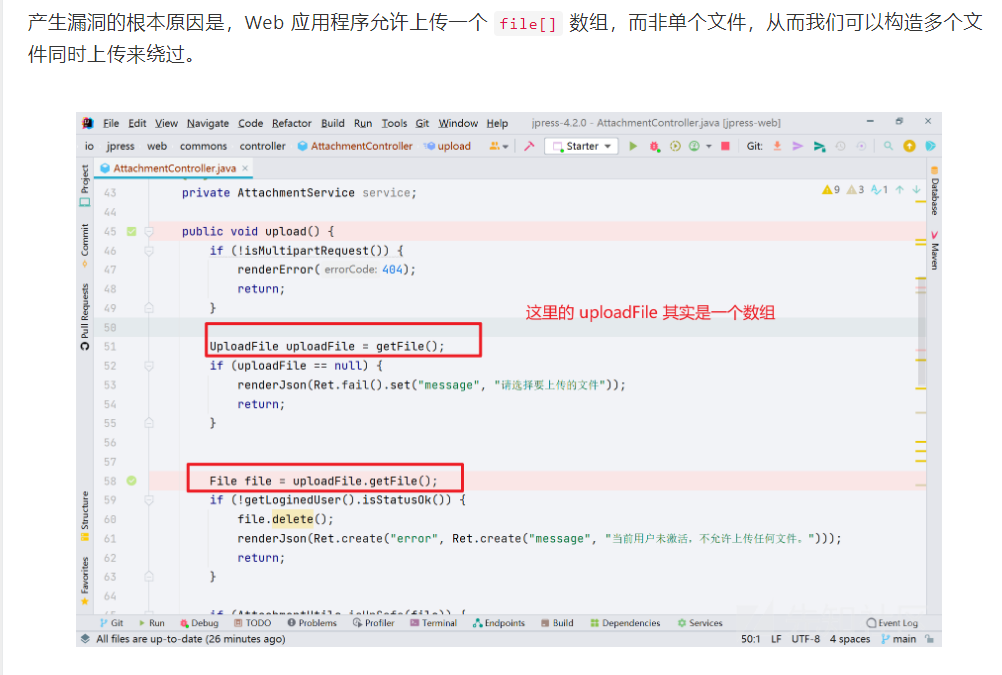 产生漏洞的根本原因是，Web 应用程序允许上传一个 file[] 数组，而非单个文件，从而我们可以构造多个文
件同时上传来绕过。
File Edit View Navigate Code Refactor Build Run Tools Git Window Help jpress-4.2.0 - AttachmentController.java [jpress-web]
io jpress web commons controller AttachmentController upload Starter Git:
AttachmentController.java
Project
Commit
Pull Requests
Structure
Favorites
Database
Maven
9 3 1
43 private AttachmentService service;
44
45 public void upload() {
46 if (!isMultipartRequest()) {
47 renderError( errorCode: 404);
48 return;
49 }
50
这里的 uploadFile 其实是一个数组
51 UploadFile uploadFile = getFile();
52 if (uploadFile == null) {
53 renderJson(Ret.fail().set("message", "请选择要上传的文件"));
54 return;
55 }
56
57
58 File file = uploadFile.getFile();
59 if (!getLoginedUser().isStatusOk()) {
60 file.delete();
61 renderJson(Ret.create("error", Ret.create("message", "当前用户未激活，不允许上传任何文件。")));
62 return;
63 }
64
65 if (AttachmentUtils.isUnSafe(file)) {
Git Run Debug TODO Problems Profiler Terminal Endpoints Build Dependencies Services Event Log
All files are up-to-date (26 minutes ago) 50:1 LF UTF-8 4 spaces main